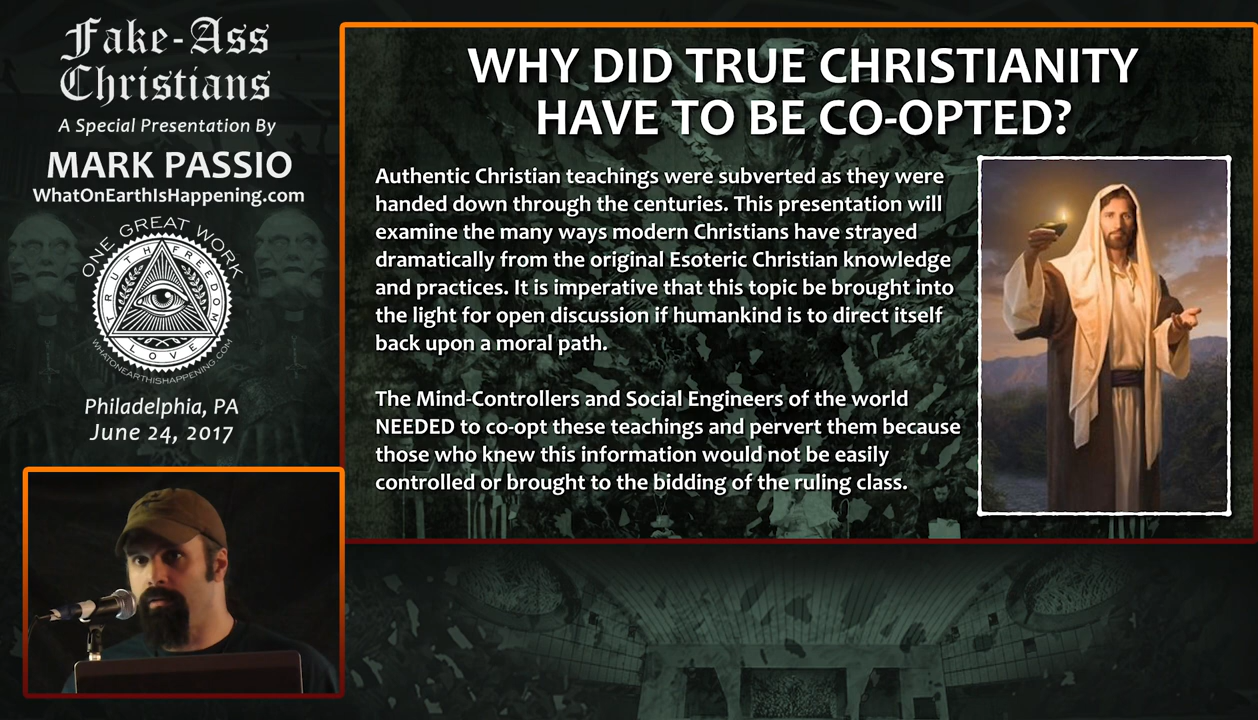 Fake-Ass
Christians
A Special Presentation By
MARK PASSIO
WhatOnEarthIsHappening.com
ONE GREAT WORK
TRUTH FREEDOM LOVE
WHATONEARTHISHAPPENING.COM
Philadelphia, PA
June 24, 2017
WHY DID TRUE CHRISTIANITY
HAVE TO BE CO-OPTED?
Authentic Christian teachings were subverted as they were
handed down through the centuries. This presentation will
examine the many ways modern Christians have strayed
dramatically from the original Esoteric Christian knowledge
and practices. It is imperative that this topic be brought into
the light for open discussion if humankind is to direct itself
back upon a moral path.
The Mind-Controllers and Social Engineers of the world
NEEDED to co-opt these teachings and pervert them because
those who knew this information would not be easily
controlled or brought to the bidding of the ruling class.